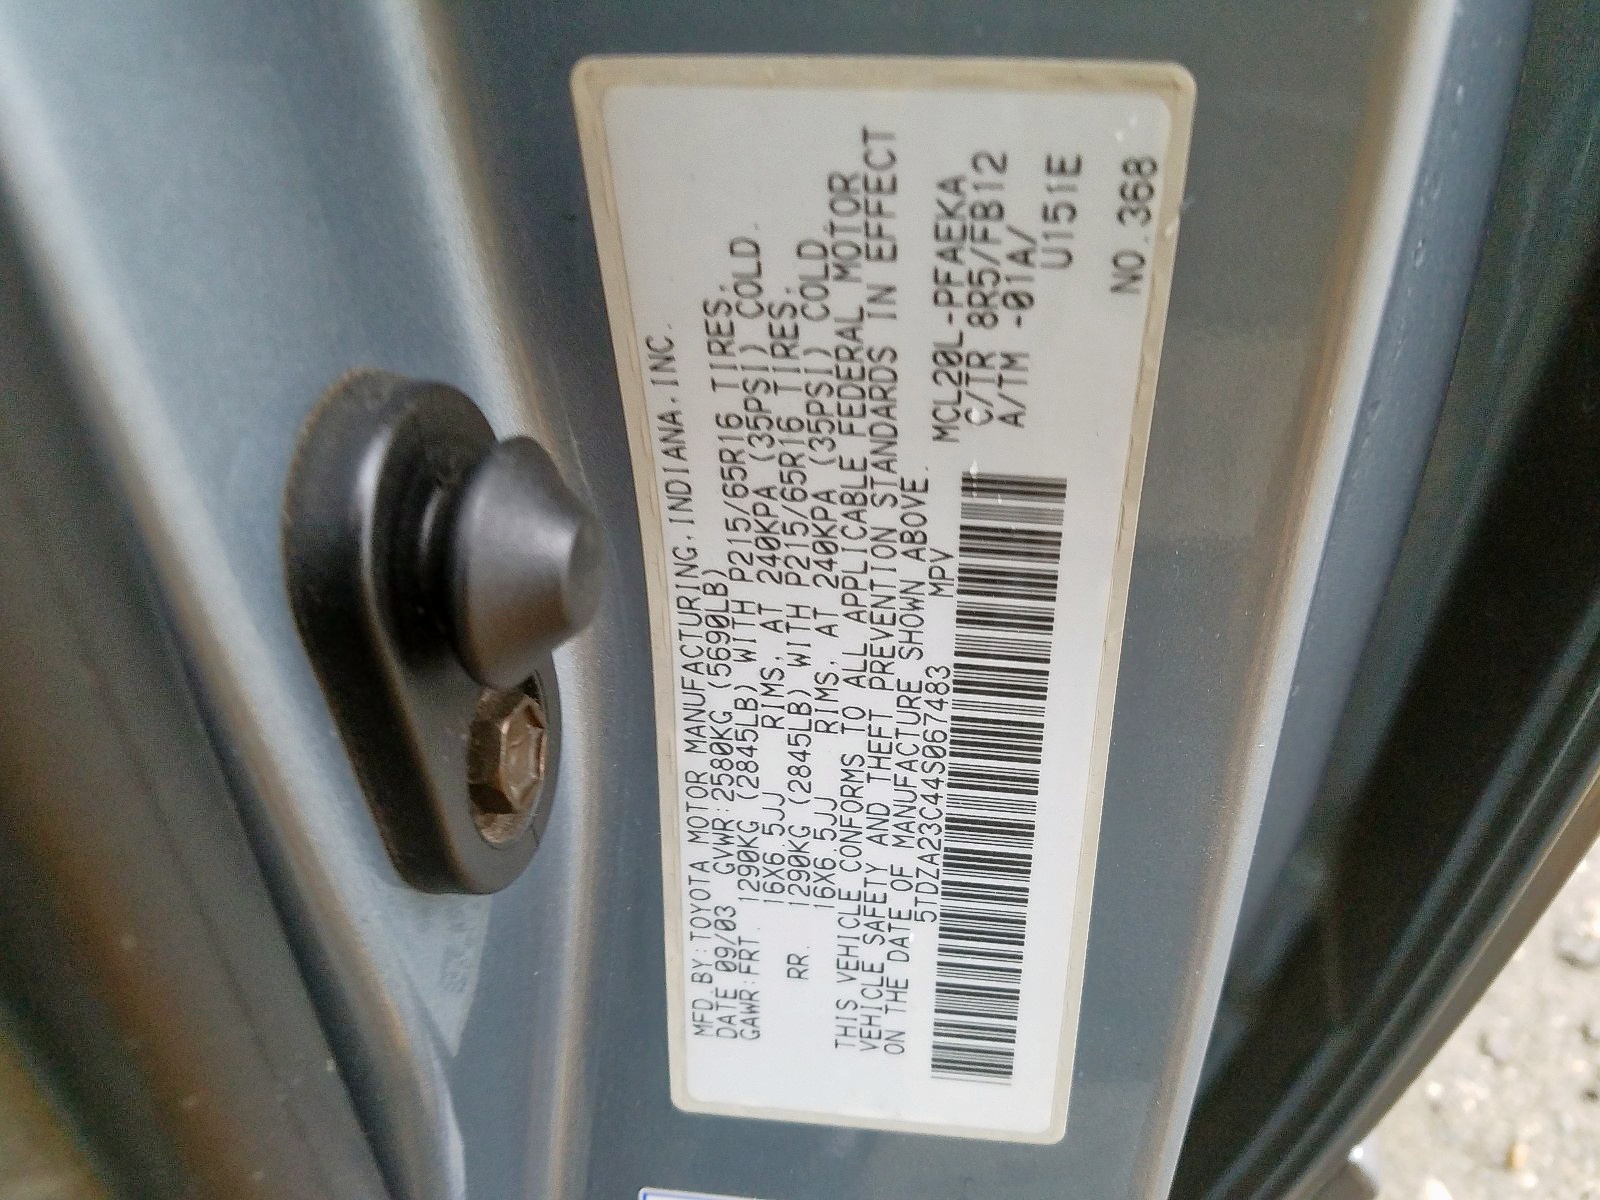 MFD.BY:TOYOTA MOTOR MANUFACTURING,INDIANA,INC.
DATE 09/03 GVWR:2580KG (5690LB)
GAWR:FRT. 1290KG (2845LB) WITH P215/65R16 TIRES,
16X6.5JJ RIMS, AT 240KPA (35PSI) COLD.
RR. 1290KG (2845LB) WITH P215/65R16 TIRES,
16X6.5JJ RIMS, AT 240KPA (35PSI) COLD
THIS VEHICLE CONFORMS TO ALL APPLICABLE FEDERAL MOTOR
VEHICLE SAFETY AND THEFT PREVENTION STANDARDS IN EFFECT
ON THE DATE OF MANUFACTURE SHOWN ABOVE.
5TDZA23C44S067483 MPV
MCL20L-PFAEKA
C/TR 8R5/FB12
A/TM -01A/
U151E
NO.368